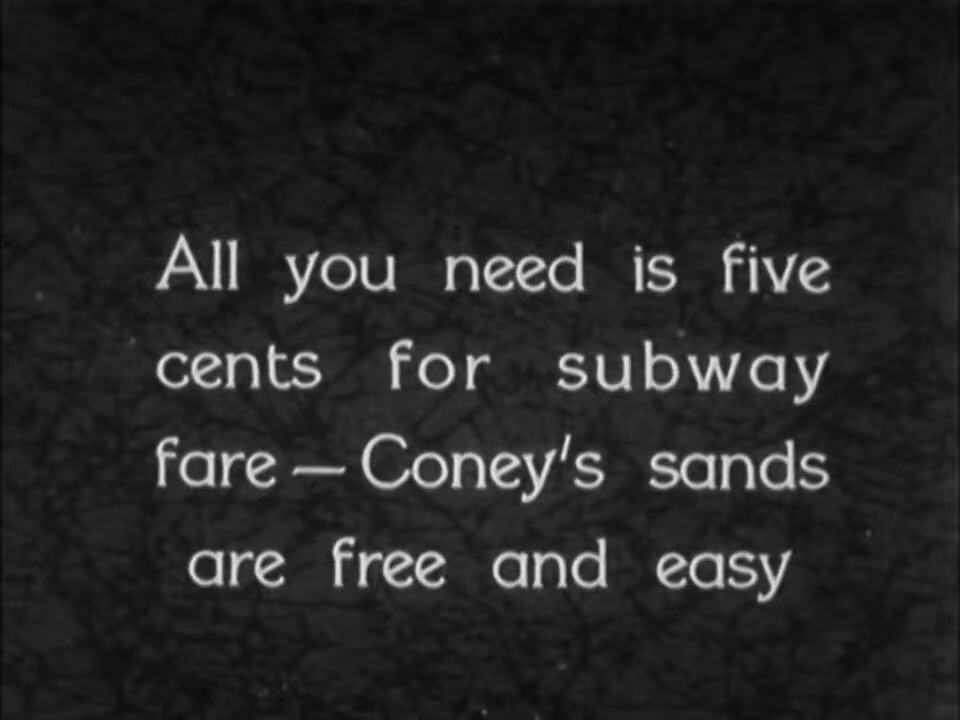 All you need is five
cents for subway
fare — Coney's sands
are free and easy